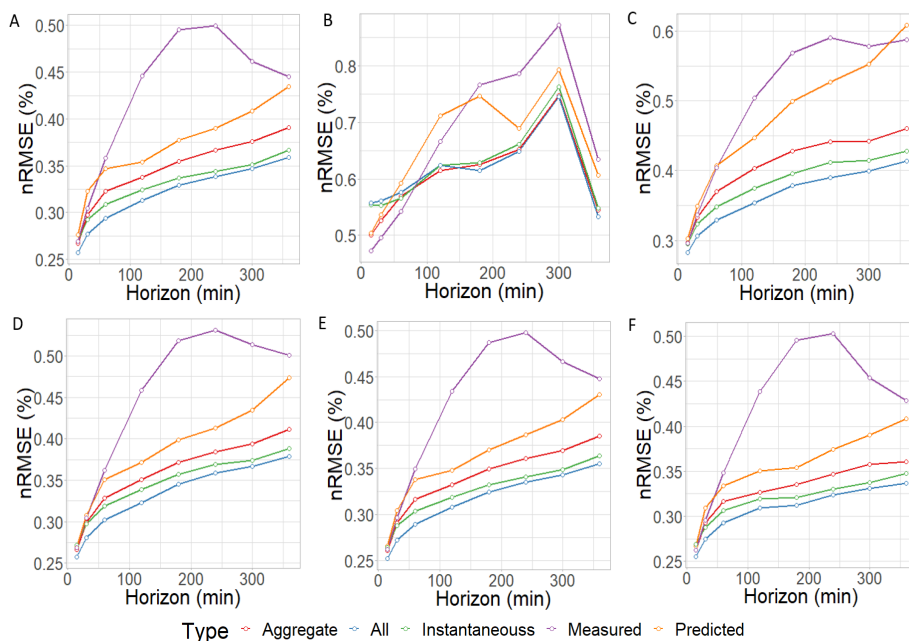 A
nRMSE (%)
0.50
0.45
0.40
0.35
0.30
0.25
0
100
200
300
Horizon (min)
B
nRMSE (%)
0.8
0.7
0.6
0.5
0
100
200
300
Horizon (min)
C
nRMSE (%)
0.6
0.5
0.4
0.3
0
100
200
300
Horizon (min)
D
nRMSE (%)
0.50
0.45
0.40
0.35
0.30
0.25
0
100
200
300
Horizon (min)
E
nRMSE (%)
0.50
0.45
0.40
0.35
0.30
0.25
0
100
200
300
Horizon (min)
F
nRMSE (%)
0.50
0.45
0.40
0.35
0.30
0.25
0
100
200
300
Horizon (min)
Type Aggregate All Instantaneouss Measured Predicted